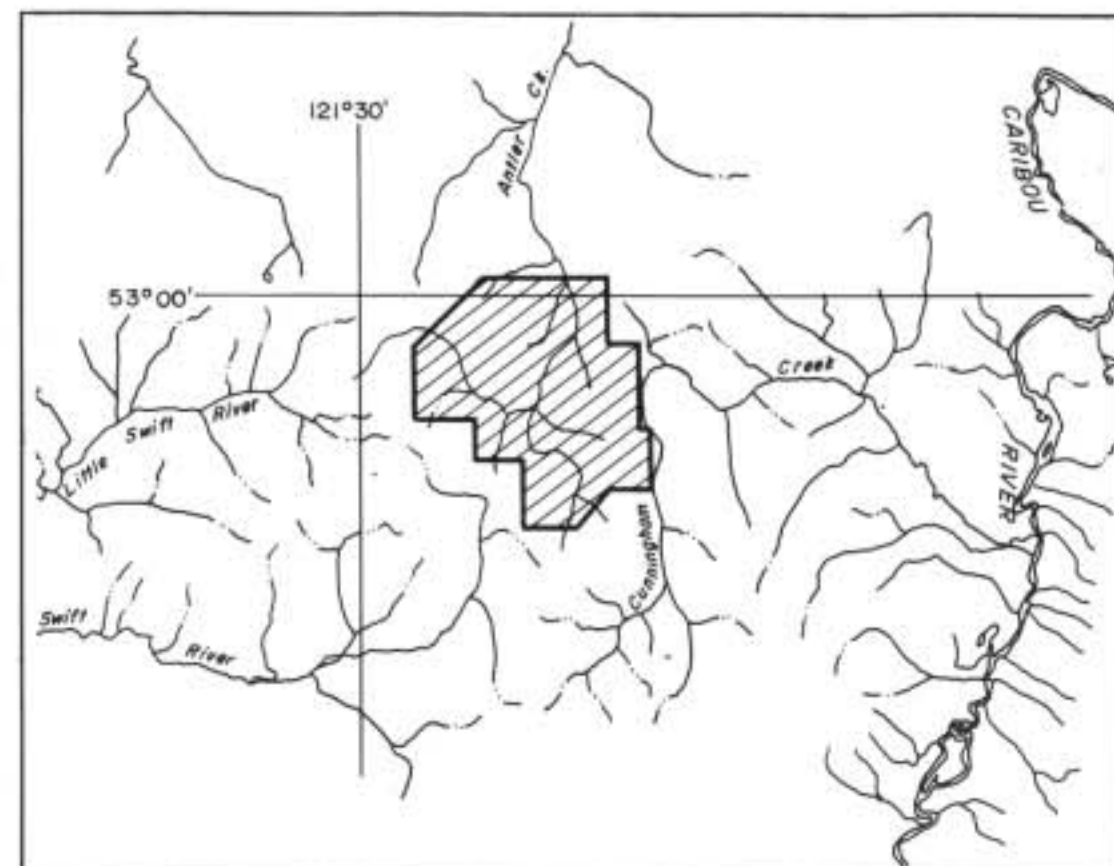 Antler Ck.
121°30'
CARIBOU
53°00'
Creek
Little Swift River
RIVER
Cunningham
Swift River